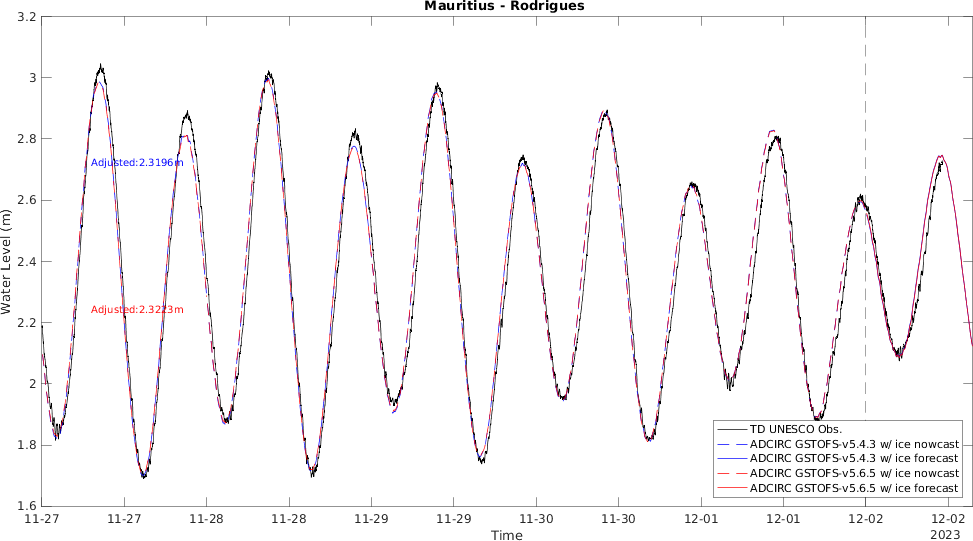 Mauritius - Rodrigues
3.2
3
2.8
2.6
2.4
2.2
2
1.8
1.6
Water Level (m)
Adjusted:2.3196m
Adjusted:2.3223m
TD UNESCO Obs.
ADCIRC GSTOFS-v5.4.3 w/ ice nowcast
ADCIRC GSTOFS-v5.4.3 w/ ice forecast
ADCIRC GSTOFS-v5.6.5 w/ ice nowcast
ADCIRC GSTOFS-v5.6.5 w/ ice forecast
11-27 11-27 11-28 11-28 11-29 11-29 11-30 11-30 12-01 12-01 12-02 12-02
2023
Time